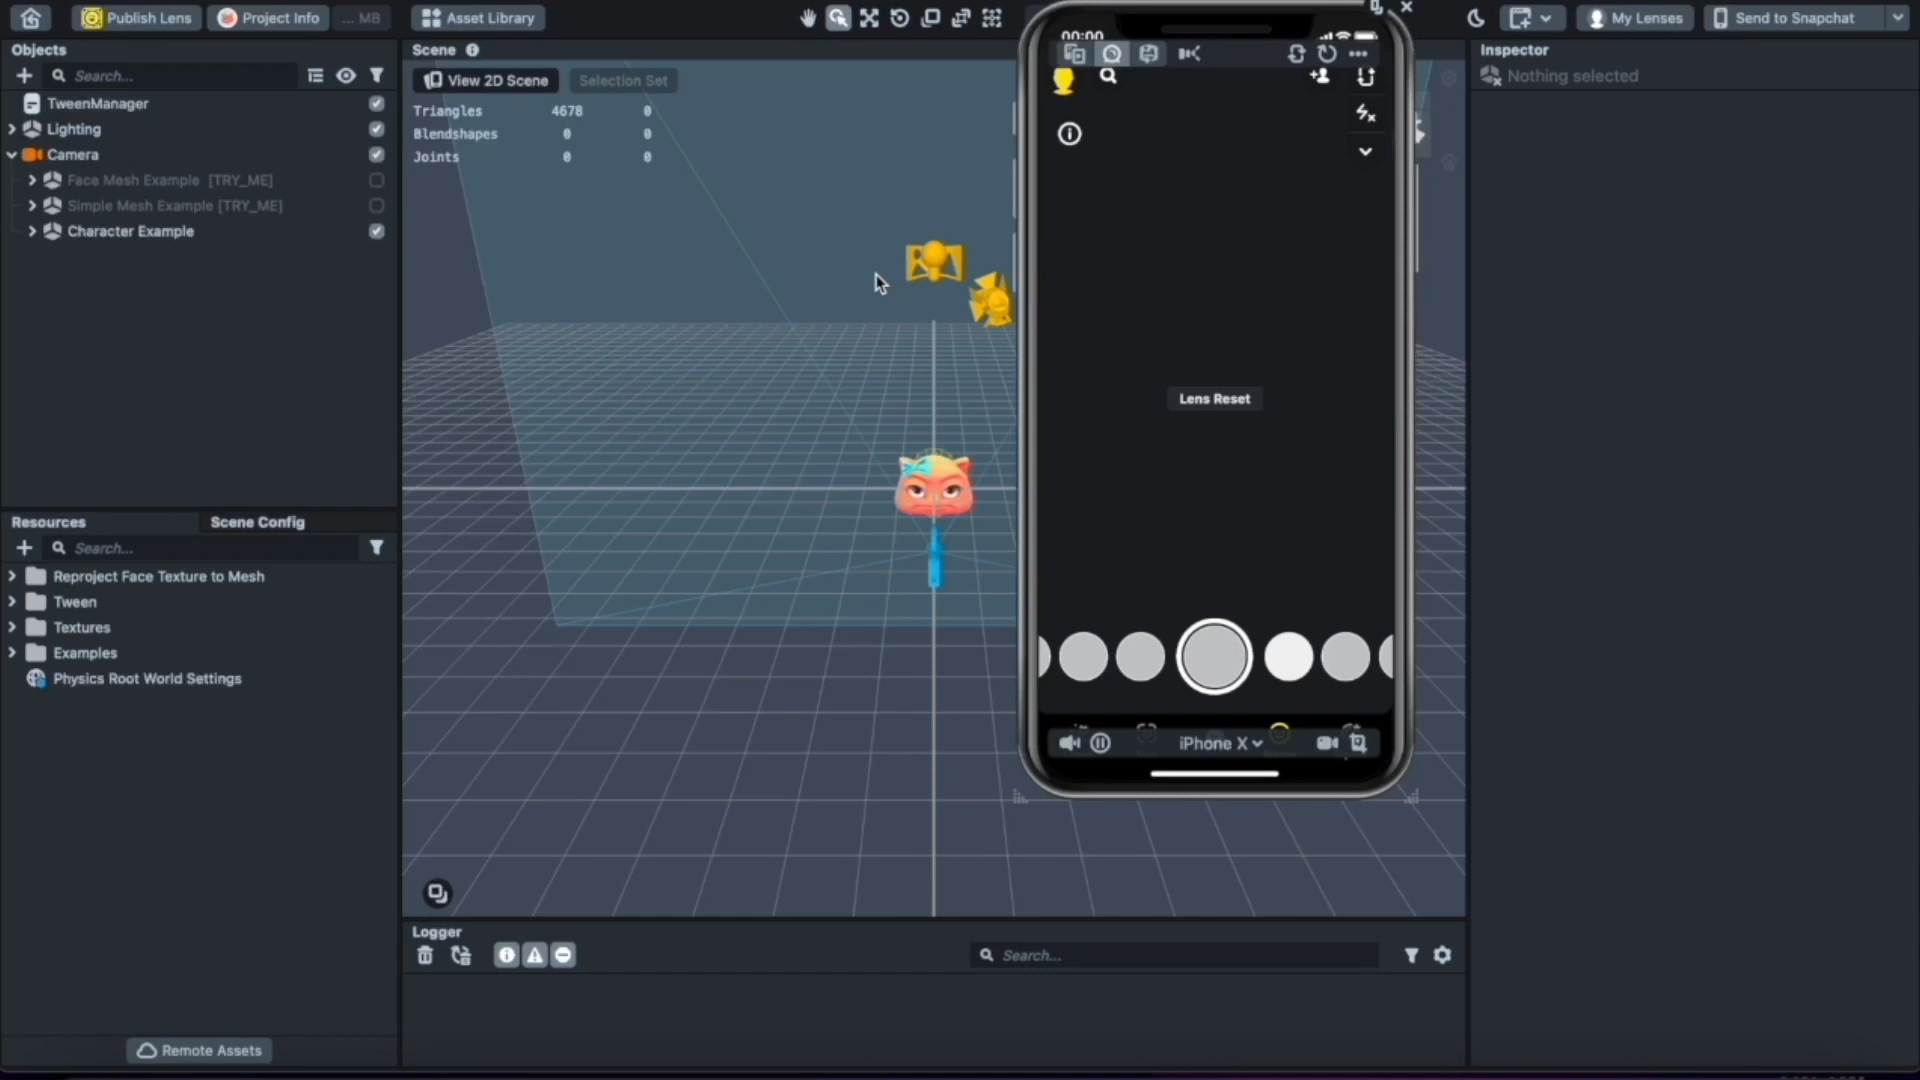 Publish Lens
Project Info
... MB
Asset Library
My Lenses
Send to Snapchat
Objects
Search...
TweenManager
Lighting
Camera
Face Mesh Example [TRY_ME]
Simple Mesh Example [TRY_ME]
Character Example
Scene
View 2D Scene
Selection Set
Triangles 4678 0
Blendshapes 0 0
Joints 0 0
00:00
Lens Reset
iPhone X
Inspector
Nothing selected
Resources
Scene Config
Search...
Reproject Face Texture to Mesh
Tween
Textures
Examples
Physics Root World Settings
Remote Assets
Logger
Search...